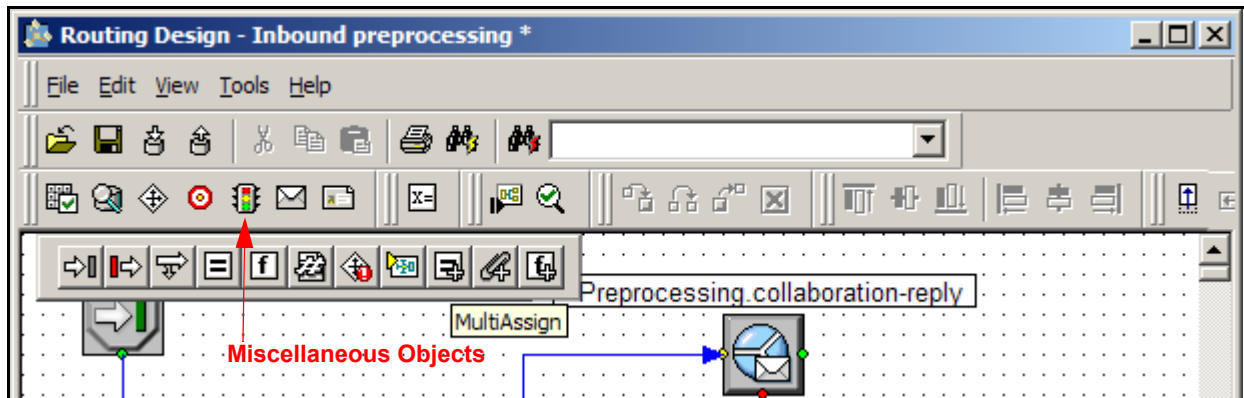 Routing Design - Inbound preprocessing *
File Edit View Tools Help
x=
f
Preprocessing.collaboration-reply
MultiAssign
Miscellaneous Objects